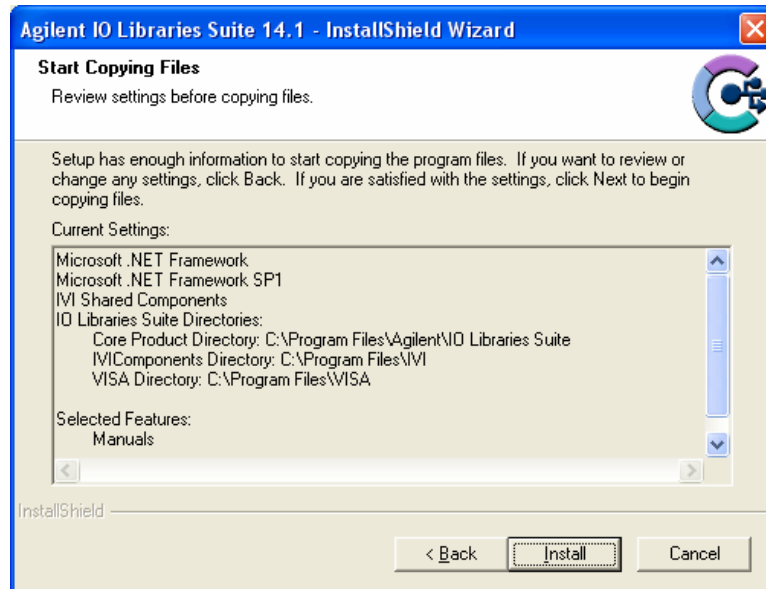 Agilent IO Libraries Suite 14.1 - InstallShield Wizard
Start Copying Files
Review settings before copying files.
Setup has enough information to start copying the program files. If you want to review or
change any settings, click Back. If you are satisfied with the settings, click Next to begin
copying files.
Current Settings:
Microsoft .NET Framework
Microsoft .NET Framework SP1
IVI Shared Components
IO Libraries Suite Directories:
Core Product Directory: C:\Program Files\Agilent\IO Libraries Suite
IVIComponents Directory: C:\Program Files\IVI
VISA Directory: C:\Program Files\VISA
Selected Features:
Manuals
InstallShield
< Back Install Cancel